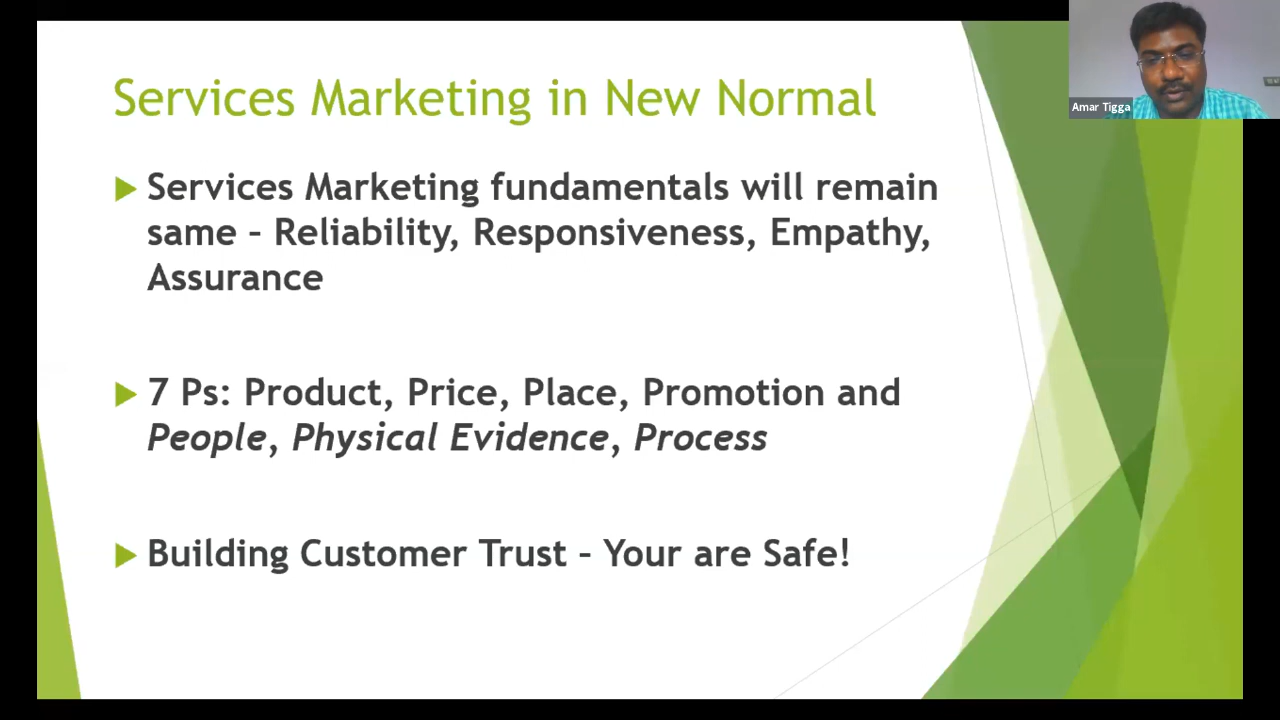 Services Marketing in New Normal
Services Marketing fundamentals will remain
same – Reliability, Responsiveness, Empathy,
Assurance
7 Ps: Product, Price, Place, Promotion and
People, Physical Evidence, Process
Building Customer Trust – Your are Safe!
Amar Tigga